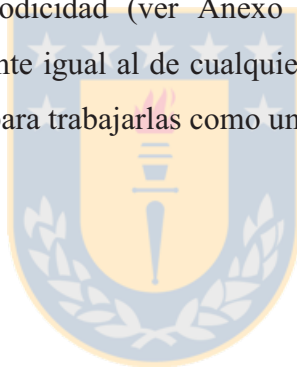 odicidad (ver Anexo
nte igual al de cualquie
para trabajarlas como un